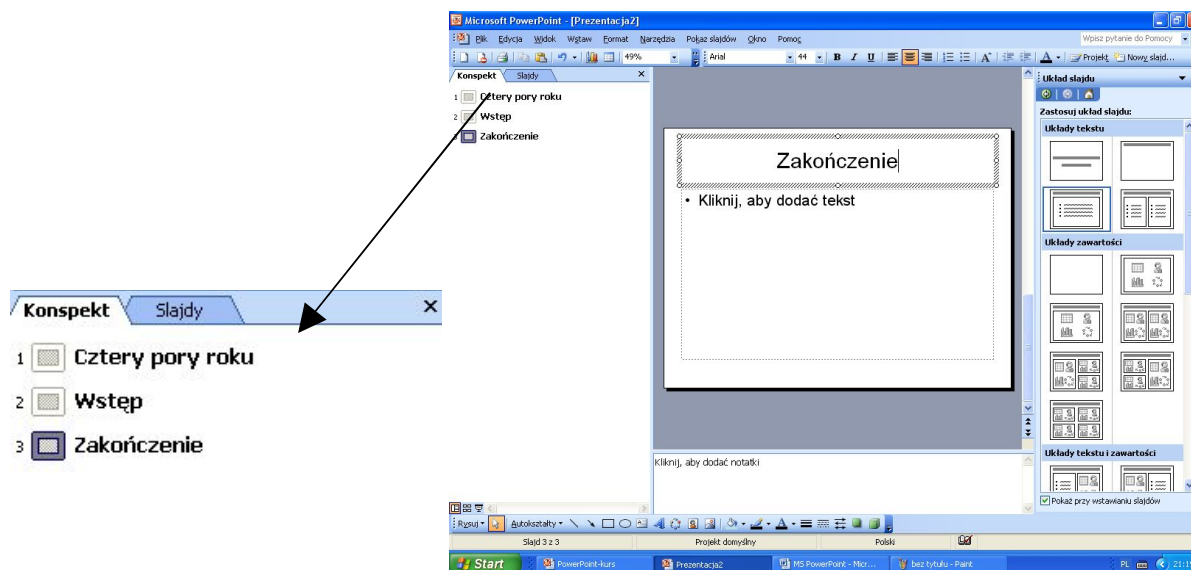 Microsoft PowerPoint - [Prezentacja2]
Plik Edycja Widok Wstaw Format Narzędzia Pokaz slajdów Okno Pomoc
Wpisz pytanie do Pomocy
49% Arial 44 B I U Projekt Nowy slajd...
Konspekt Slajdy
1 Cztery pory roku
2 Wstęp
3 Zakończenie
Zakończenie
• Kliknij, aby dodać tekst
Kliknij, aby dodać notatki
Układ slajdu
Zastosuj układ slajdu:
Układy tekstu
Układy zawartości
Układy tekstu i zawartości
Pokaż przy wstawianiu slajdów
Rysuj Autokształty
Slajd 3 z 3 Projekt domyślny Polski
Start PowerPoint-kurs Prezentacja2 MS PowerPoint - Micr... bez tytułu - Paint PL
Konspekt Slajdy
1 Cztery pory roku
2 Wstęp
3 Zakończenie